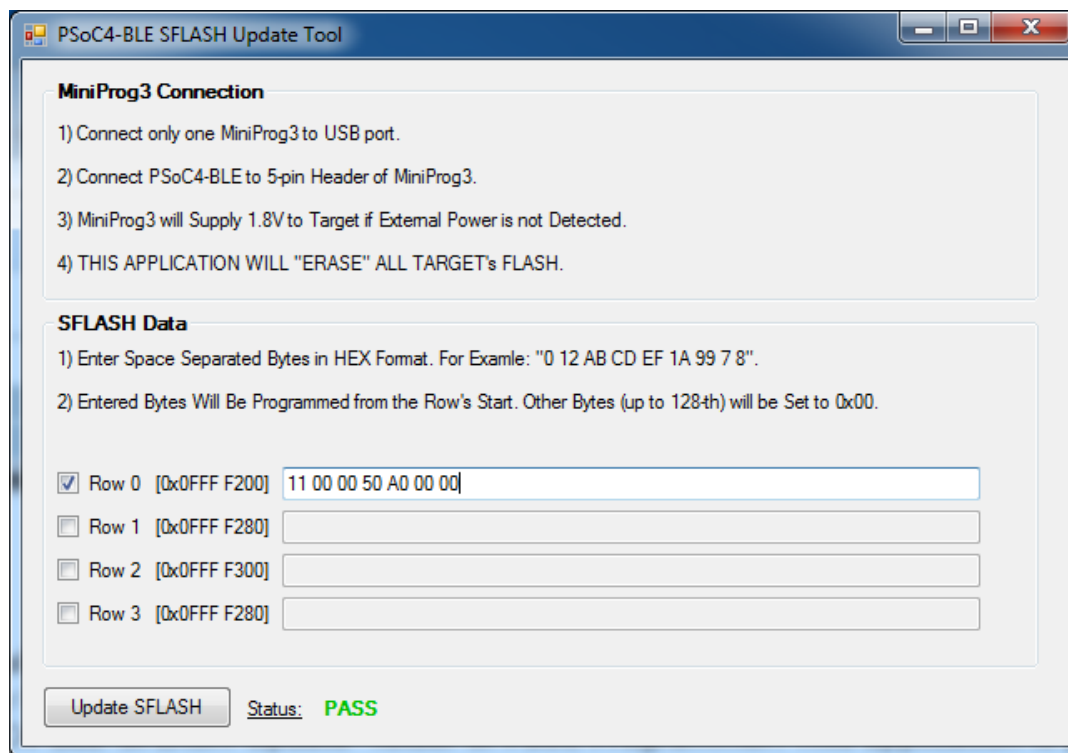 PSoC4-BLE SFLASH Update Tool
MiniProg3 Connection
1) Connect only one MiniProg3 to USB port.
2) Connect PSoC4-BLE to 5-pin Header of MiniProg3.
3) MiniProg3 will Supply 1.8V to Target if External Power is not Detected.
4) THIS APPLICATION WILL "ERASE" ALL TARGET's FLASH.
SFLASH Data
1) Enter Space Separated Bytes in HEX Format. For Examle: "0 12 AB CD EF 1A 99 7 8".
2) Entered Bytes Will Be Programmed from the Row's Start. Other Bytes (up to 128-th) will be Set to 0x00.
Row 0 [0x0FFF F200] 11 00 00 50 A0 00 00
Row 1 [0x0FFF F280]
Row 2 [0x0FFF F300]
Row 3 [0x0FFF F280]
Update SFLASH Status: PASS